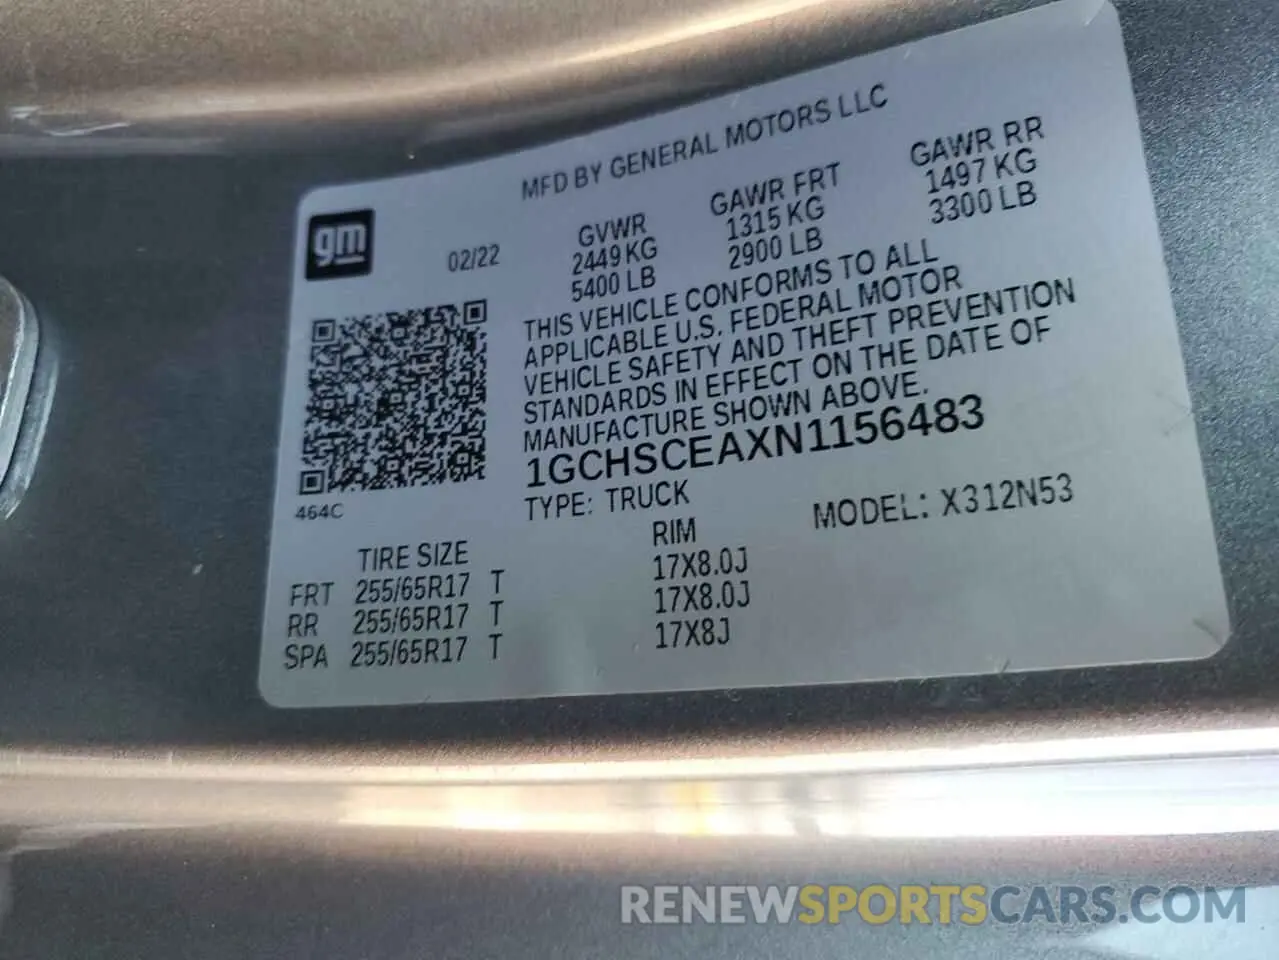 MFD BY GENERAL MOTORS LLC
gm
02/22
GVWR GAWR FRT GAWR RR
2449 KG 1315 KG 1497 KG
5400 LB 2900 LB 3300 LB
THIS VEHICLE CONFORMS TO ALL
APPLICABLE U.S. FEDERAL MOTOR
VEHICLE SAFETY AND THEFT PREVENTION
STANDARDS IN EFFECT ON THE DATE OF
MANUFACTURE SHOWN ABOVE.
1GCHSCEAXN1156483
464C
TYPE: TRUCK MODEL: X312N53
TIRE SIZE RIM
FRT 255/65R17 T 17X8.0J
RR 255/65R17 T 17X8.0J
SPA 255/65R17 T 17X8J
RENEWSPORTSCARS.COM